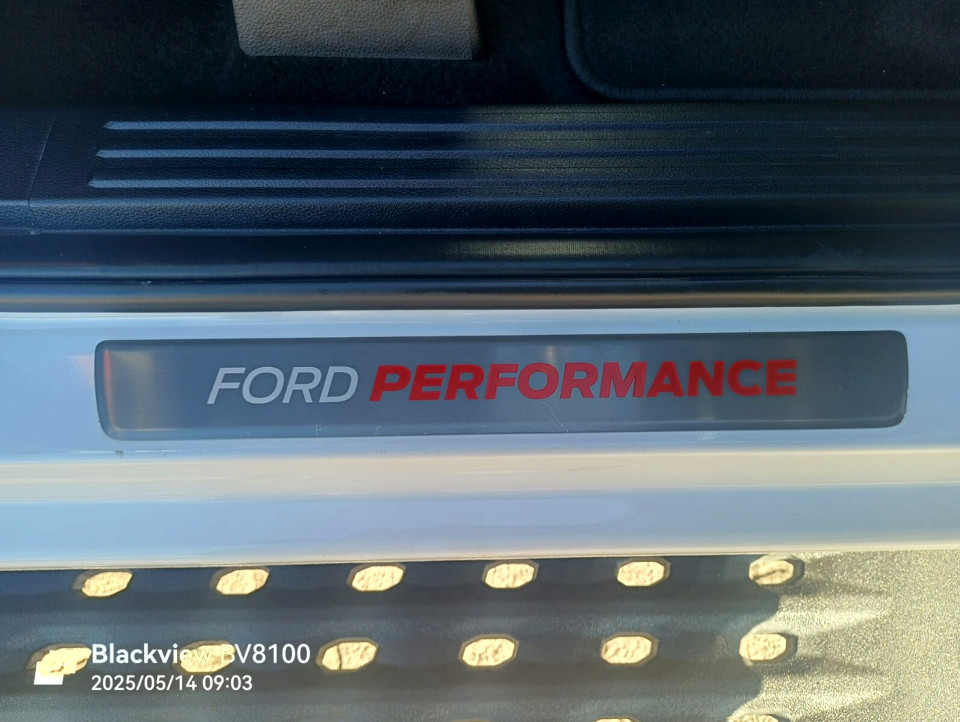 FORD PERFORMANCE
Blackview BV8100
2025/05/14 09:03